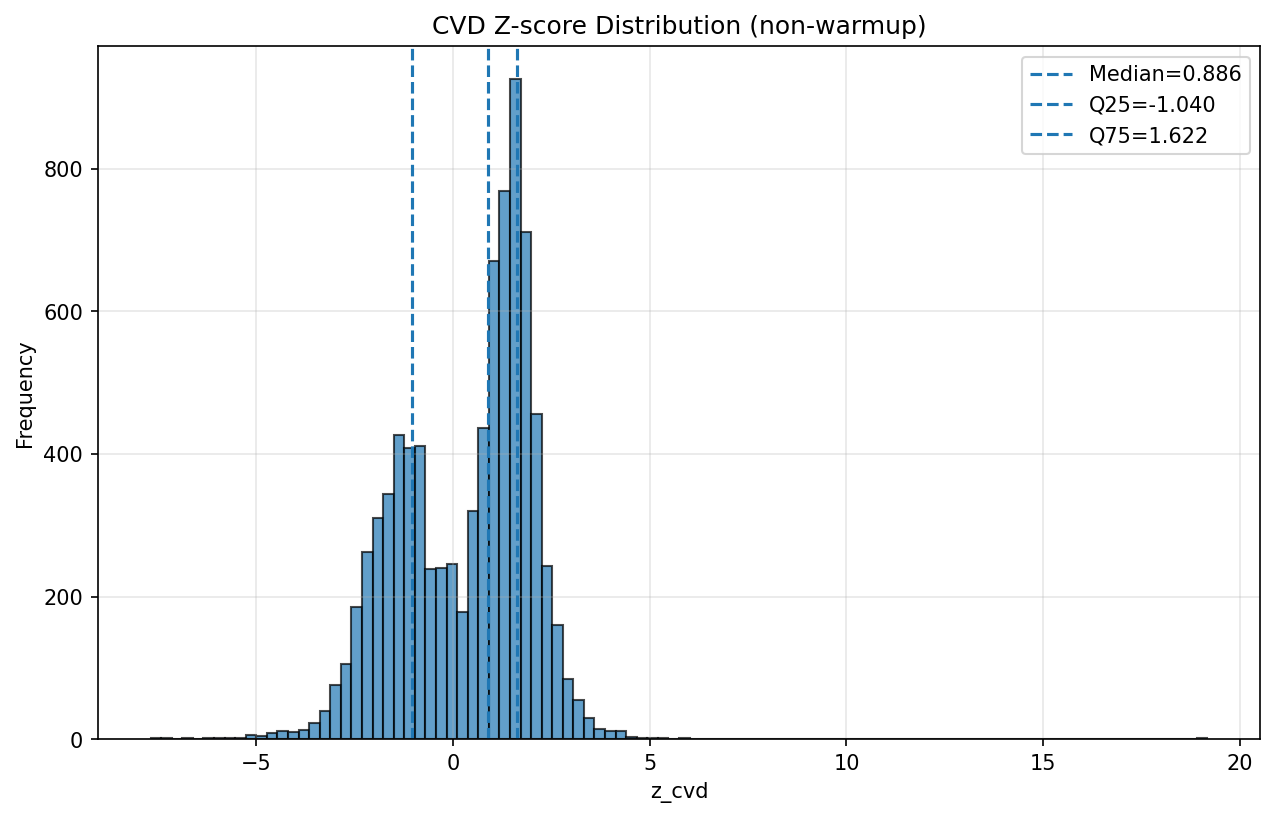 CVD Z-score Distribution (non-warmup)
Median=0.886
Q25=-1.040
Q75=1.622
Frequency
800
600
400
200
0
−5
0
5
10
15
20
z_cvd